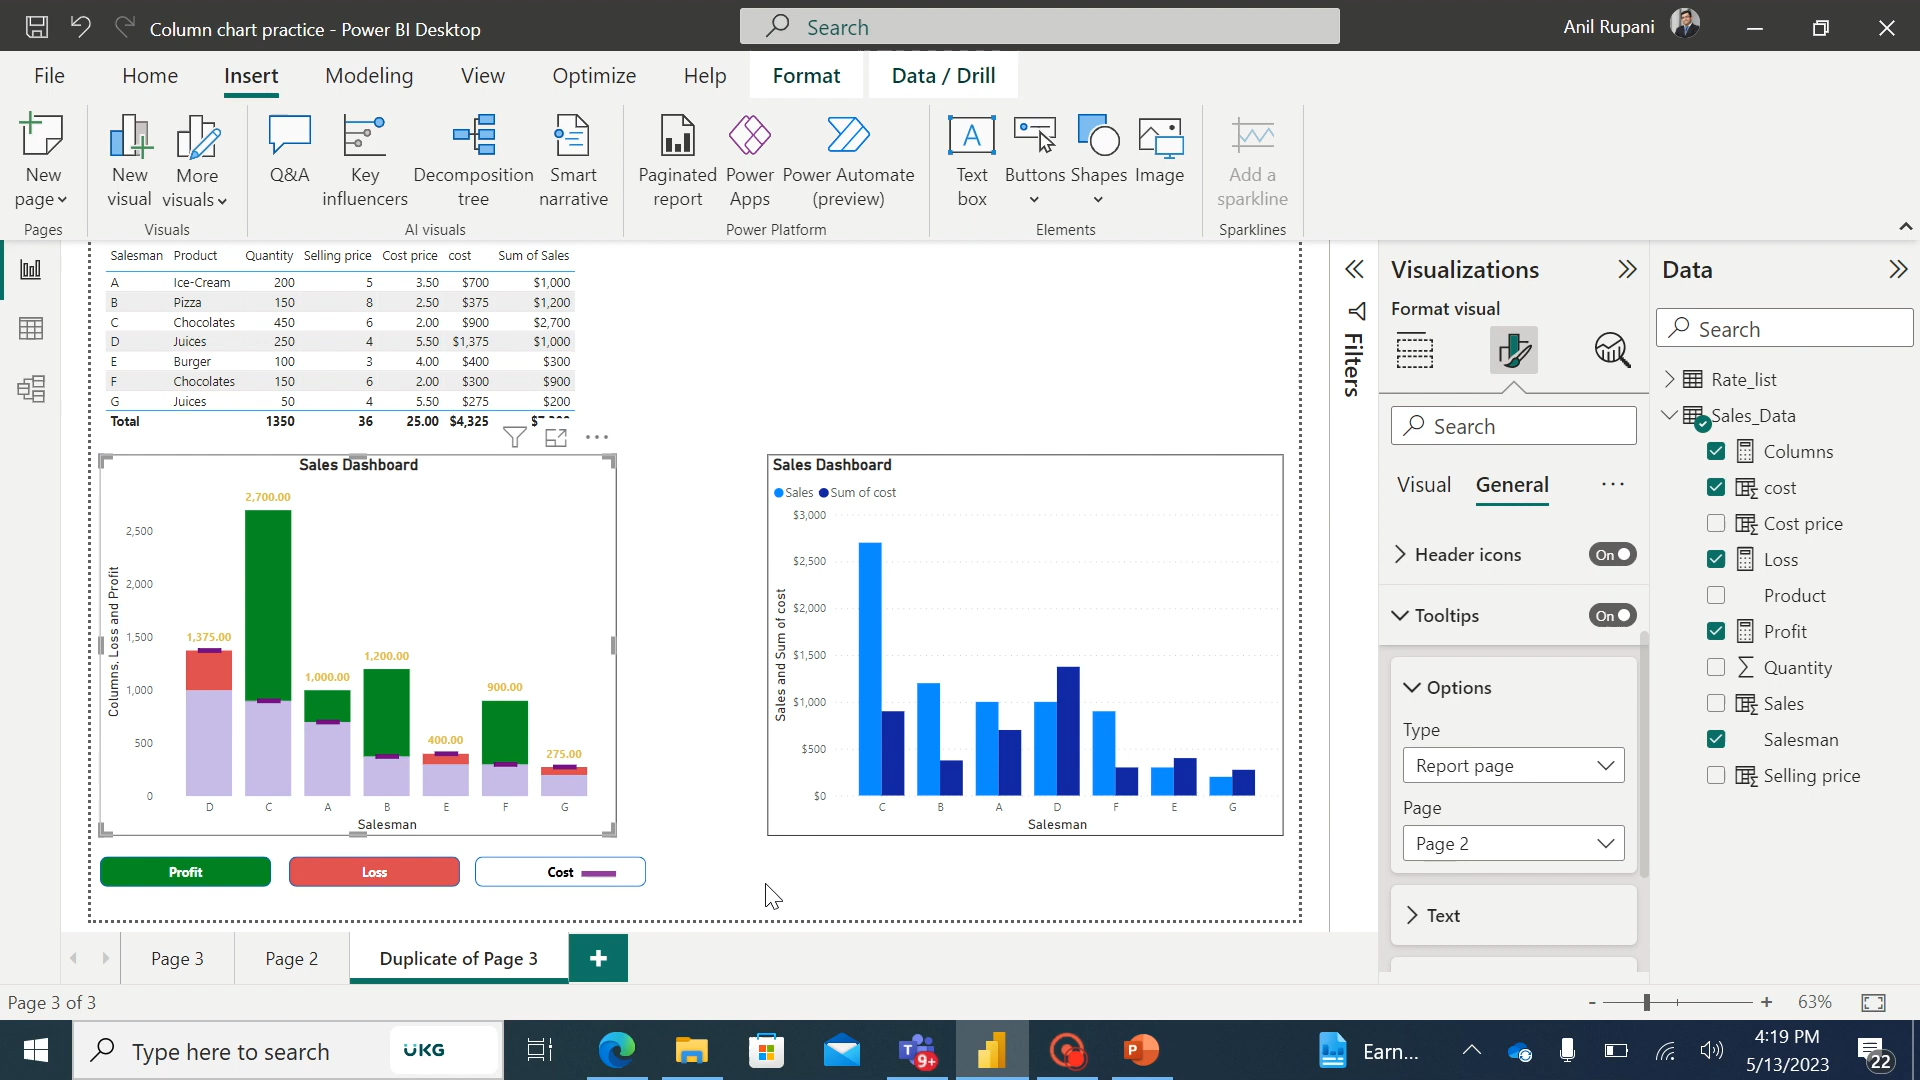 Column chart practice - Power BI Desktop
Search
Anil Rupani
File Home Insert Modeling View Optimize Help Format Data / Drill
New page
New visual
More visuals
Q&A
Key influencers
Decomposition tree
Smart narrative
Paginated report
Power Apps
Power Automate (preview)
Text box
Buttons
Shapes
Image
Add a sparkline
Pages Visuals AI visuals Power Platform Elements Sparklines
Salesman Product Quantity Selling price Cost price cost Sum of Sales
A Ice-Cream 200 5 3.50 $700 $1,000
B Pizza 150 8 2.50 $375 $1,200
C Chocolates 450 6 2.00 $900 $2,700
D Juices 250 4 5.50 $1,375 $1,000
E Burger 100 3 4.00 $400 $300
F Chocolates 150 6 2.00 $300 $900
G Juices 50 4 5.50 $275 $200
Total 1350 36 25.00 $4,325
Sales Dashboard
Columns, Loss and Profit
2,500
2,000
1,500
1,000
500
0
1,375.00
2,700.00
1,000.00
1,200.00
400.00
900.00
275.00
D C A B E F G
Salesman
Profit Loss Cost
Sales Dashboard
Sales Sum of cost
Sales and Sum of cost
$3,000
$2,500
$2,000
$1,500
$1,000
$500
$0
C B A D F E G
Salesman
Filters
Visualizations
Format visual
Search
Visual General
Header icons On
Tooltips On
Options
Type
Report page
Page
Page 2
Text
Data
Search
Rate_list
Sales_Data
Columns
cost
Cost price
Loss
Product
Profit
Quantity
Sales
Salesman
Selling price
Page 3 Page 2 Duplicate of Page 3
Page 3 of 3
- + 63%
Type here to search
UKG
9+
P
Earn...
4:19 PM
5/13/2023
22